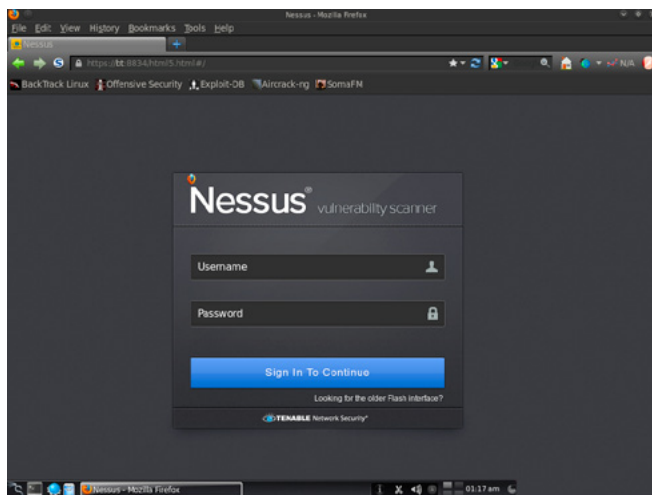 Nessus - Mozilla Firefox
File Edit View History Bookmarks Tools Help
Nessus
https://bt:8834/html5.html#/
N/A
BackTrack Linux Offensive Security Exploit-DB Aircrack-ng SomaFM
Nessus® vulnerability scanner
Username
Password
Sign In To Continue
Looking for the older Flash interface?
TENABLE Network Security®
Nessus - Mozilla Firefox
01:17 am